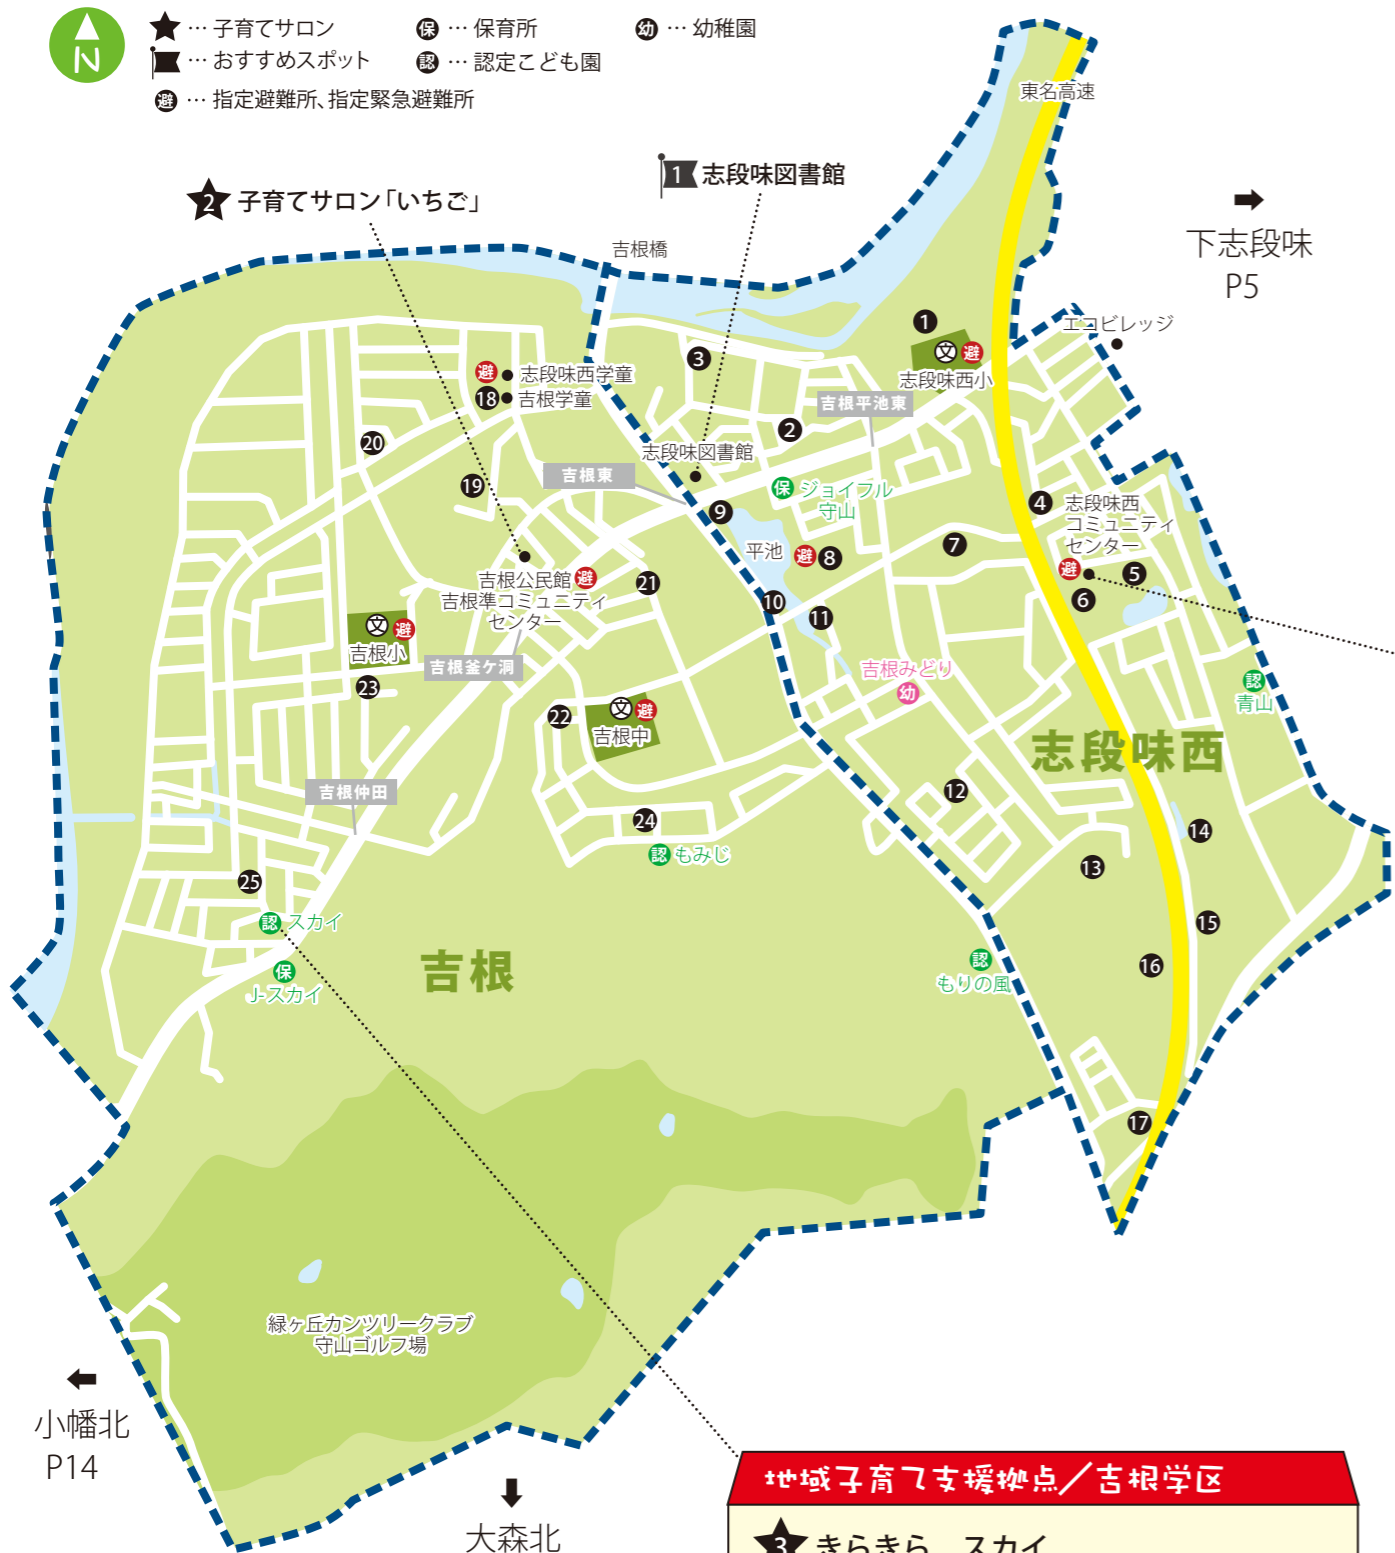 N
★ … 子育てサロン
保 … 保育所
幼 … 幼稚園
… おすすめスポット
認 … 認定こども園
避 … 指定避難所、指定緊急避難所
東名高速
1 志段味図書館
2 子育てサロン「いちご」
➡
下志段味
P5
吉根橋
エコビレッジ
1
文 避
志段味西小
3
避 志段味西学童
18 吉根学童
吉根平池東
2
20
志段味図書館
吉根東
19
保 ジョイフル
守山
9
4
志段味西
コミュニティ
センター
7
平池
避 8
避
5
6
吉根公民館 避
吉根準コミュニティ
センター
21
10
11
文 避
吉根小
吉根釜ケ洞
23
吉根みどり
幼
認
青山
22
文 避
吉根中
志段味西
吉根仲田
12
24
14
認 もみじ
13
25
認 スカイ
15
保
J-スカイ
吉根
認
もりの風
16
17
緑ヶ丘カンツリークラブ
守山ゴルフ場
⬅
小幡北
P14
⬇
大森北
地域子育て支援拠点／吉根学区
3 きらきら スカイ